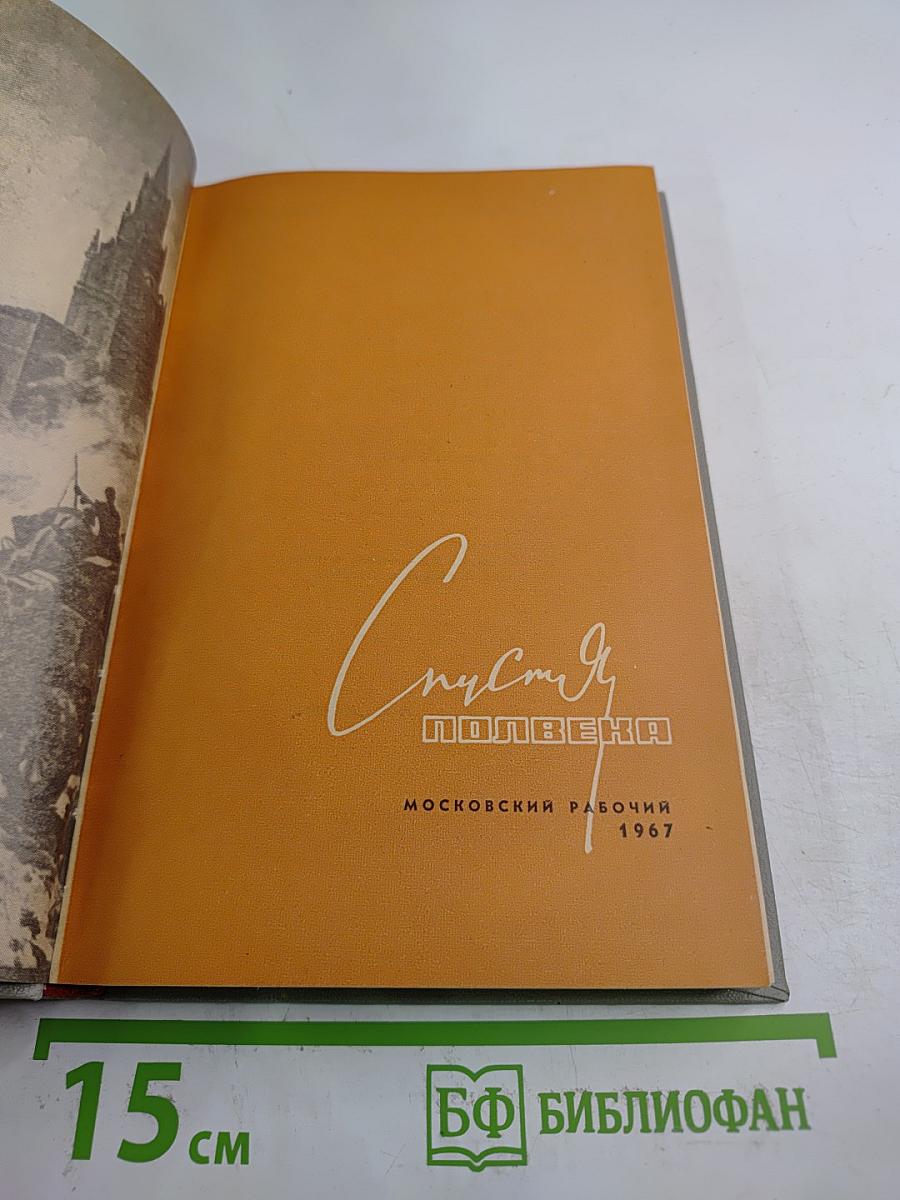 Спустя
ПОЛВЕКА
МОСКОВСКИЙ РАБОЧИЙ
1967
15 см
БФ БИБЛИОФАН